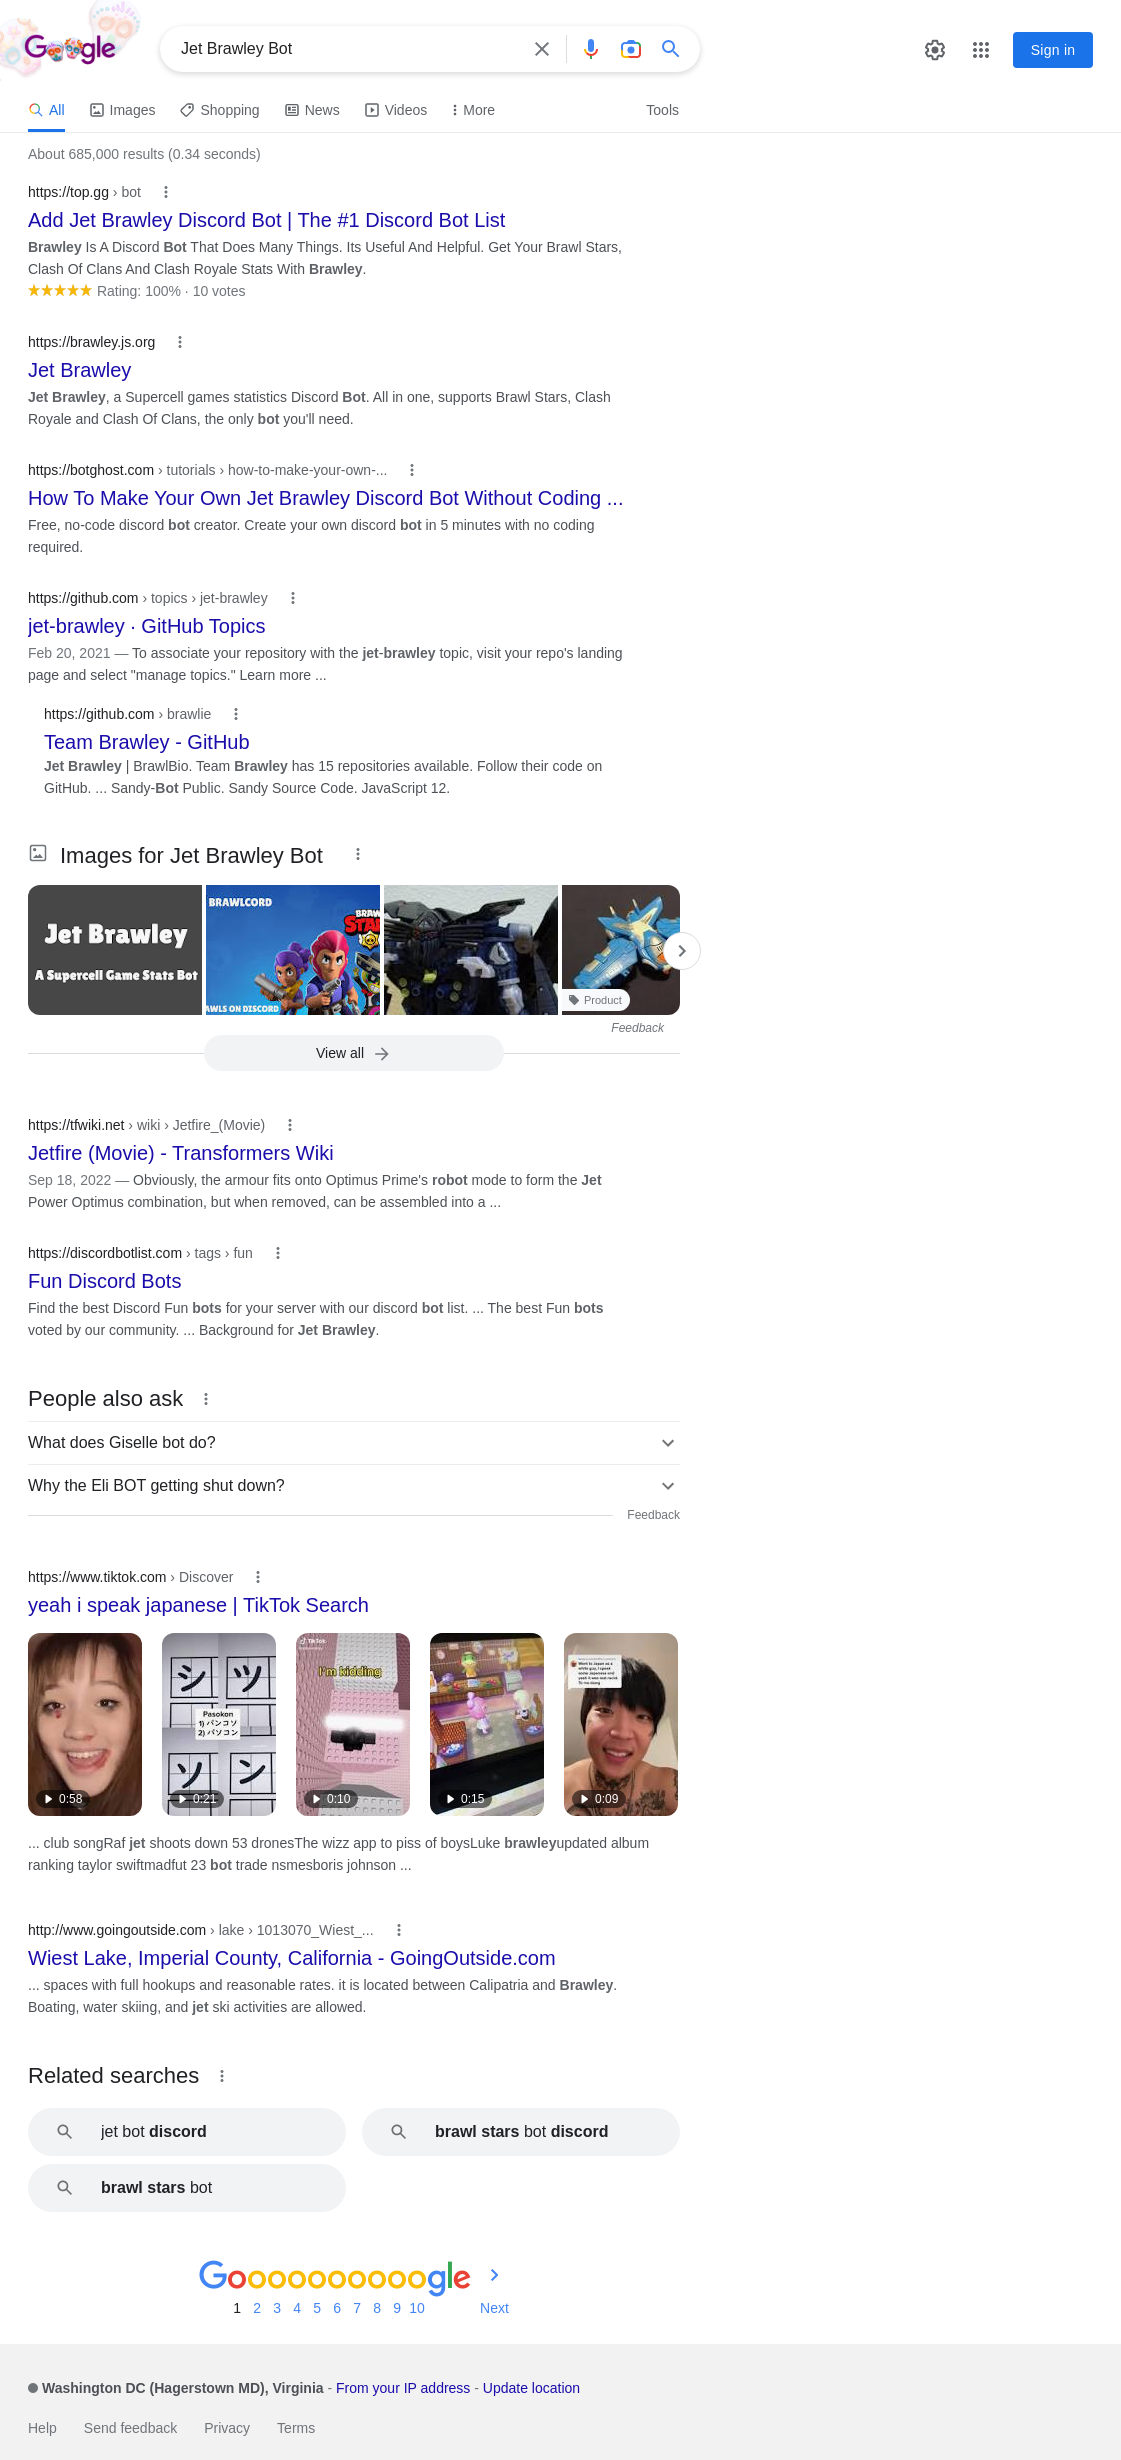 Google
Jet Brawley Bot
Sign in
All
Images
Shopping
News
Videos
More
Tools
About 685,000 results (0.34 seconds)
https://top.gg › bot
Add Jet Brawley Discord Bot | The #1 Discord Bot List
Brawley Is A Discord Bot That Does Many Things. Its Useful And Helpful. Get Your Brawl Stars,
Clash Of Clans And Clash Royale Stats With Brawley.
Rating: 100% · 10 votes
https://brawley.js.org
Jet Brawley
Jet Brawley, a Supercell games statistics Discord Bot. All in one, supports Brawl Stars, Clash
Royale and Clash Of Clans, the only bot you'll need.
https://botghost.com › tutorials › how-to-make-your-own-...
How To Make Your Own Jet Brawley Discord Bot Without Coding ...
Free, no-code discord bot creator. Create your own discord bot in 5 minutes with no coding
required.
https://github.com › topics › jet-brawley
jet-brawley · GitHub Topics
Feb 20, 2021 — To associate your repository with the jet-brawley topic, visit your repo's landing
page and select "manage topics." Learn more ...
https://github.com › brawlie
Team Brawley - GitHub
Jet Brawley | BrawlBio. Team Brawley has 15 repositories available. Follow their code on
GitHub. ... Sandy-Bot Public. Sandy Source Code. JavaScript 12.
Images for Jet Brawley Bot
Jet Brawley
A Supercell Game Stats Bot
BRAWLCORD
BRAW
STA
AWLS ON DISCORD
Product
Feedback
View all
https://tfwiki.net › wiki › Jetfire_(Movie)
Jetfire (Movie) - Transformers Wiki
Sep 18, 2022 — Obviously, the armour fits onto Optimus Prime's robot mode to form the Jet
Power Optimus combination, but when removed, can be assembled into a ...
https://discordbotlist.com › tags › fun
Fun Discord Bots
Find the best Discord Fun bots for your server with our discord bot list. ... The best Fun bots
voted by our community. ... Background for Jet Brawley.
People also ask
What does Giselle bot do?
Why the Eli BOT getting shut down?
Feedback
https://www.tiktok.com › Discover
yeah i speak japanese | TikTok Search
シ ツ
Pasokon
1) パンコソ
2) パソコン
ソ ン
TikTok
I'm kidding
0:58
0:21
0:10
0:15
0:09
... club songRaf jet shoots down 53 dronesThe wizz app to piss of boysLuke brawleyupdated album
ranking taylor swiftmadfut 23 bot trade nsmesboris johnson ...
http://www.goingoutside.com › lake › 1013070_Wiest_...
Wiest Lake, Imperial County, California - GoingOutside.com
... spaces with full hookups and reasonable rates. it is located between Calipatria and Brawley.
Boating, water skiing, and jet ski activities are allowed.
Related searches
jet bot discord
brawl stars bot discord
brawl stars bot
Goooooooooogle
1 2 3 4 5 6 7 8 9 10 Next
Washington DC (Hagerstown MD), Virginia - From your IP address - Update location
Help Send feedback Privacy Terms